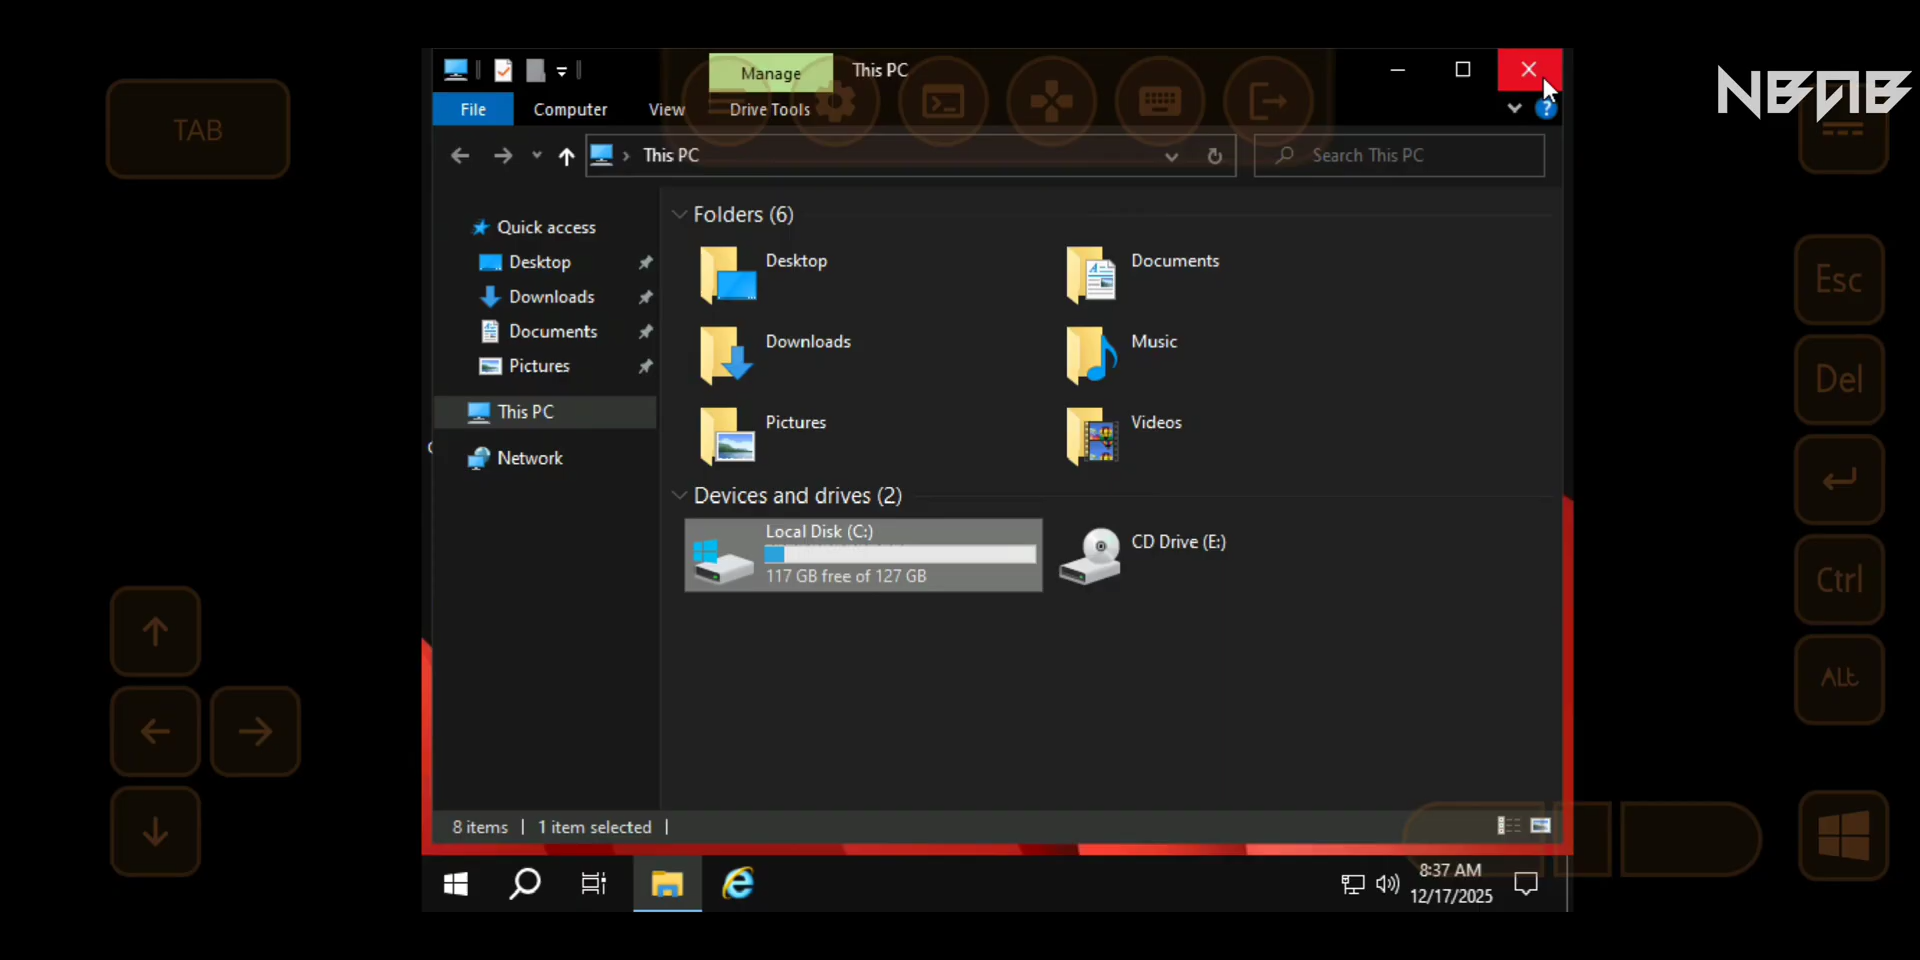 Manage
This PC
NBAB
TAB
File
Computer
View
Drive Tools
This PC
Search This PC
Quick access
Desktop
Downloads
Documents
Pictures
This PC
Network
Folders (6)
Desktop
Documents
Downloads
Music
Pictures
Videos
Devices and drives (2)
Local Disk (C:)
117 GB free of 127 GB
CD Drive (E:)
8 items
1 item selected
8:37 AM
12/17/2025
Esc
Del
Ctrl
ALt